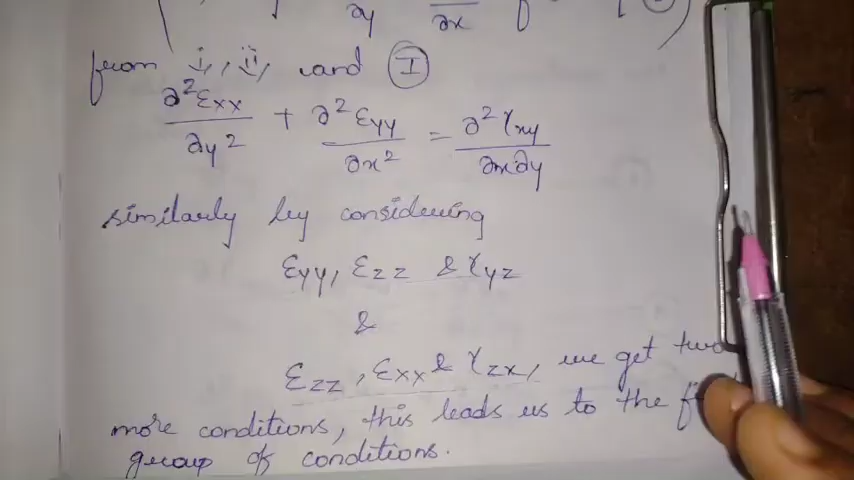 ∂y ∂x
from i, ii, and I
∂²εxx/∂y² + ∂²εyy/∂x² = ∂²γxy/∂x∂y
similarly by considering
εyy, εzz & γyz
&
εzz, εxx & γzx, we get two
more conditions, this leads us to the
group of conditions.